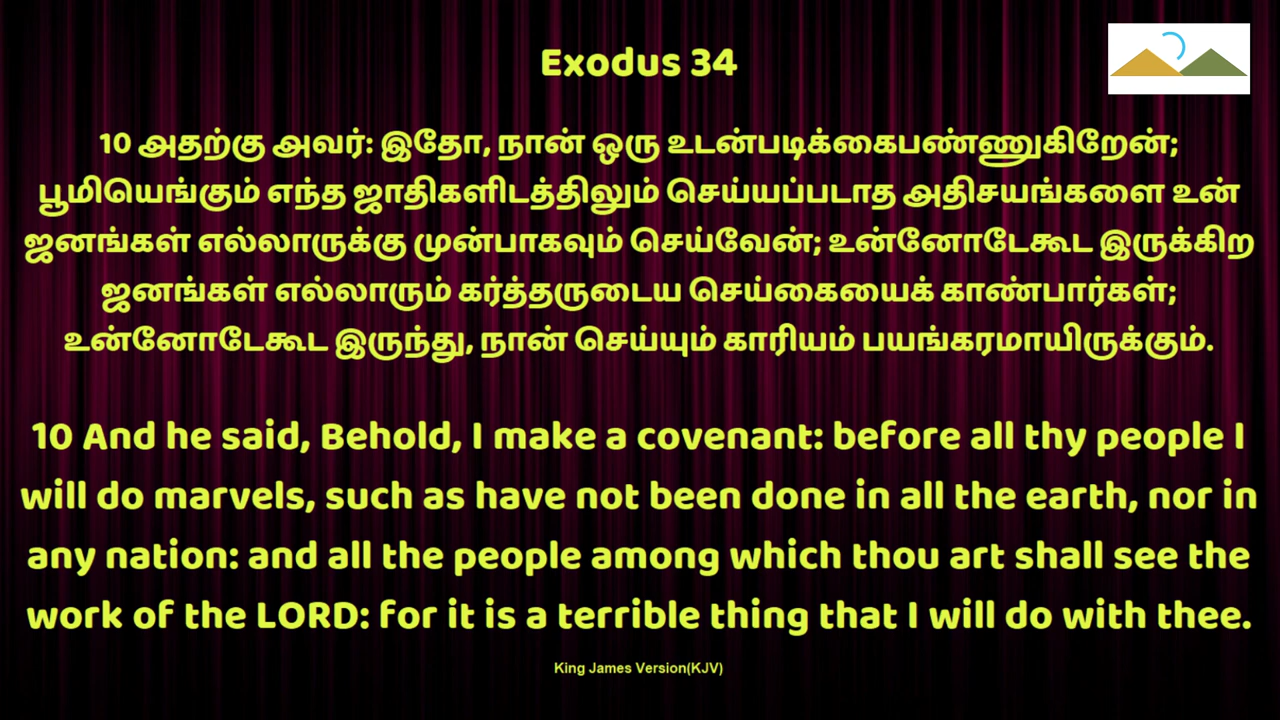 Exodus 34
10 அதற்கு அவர்: இதோ, நான் ஒரு உடன்படிக்கைபண்ணுகிறேன்;
பூமியெங்கும் எந்த ஜாதிகளிடத்திலும் செய்யப்படாத அதிசயங்களை உன்
ஜனங்கள் எல்லாருக்கு முன்பாகவும் செய்வேன்; உன்னோடேகூட இருக்கிற
ஜனங்கள் எல்லாரும் கர்த்தருடைய செய்கையைக் காண்பார்கள்;
உன்னோடேகூட இருந்து, நான் செய்யும் காரியம் பயங்கரமாயிருக்கும்.
10 And he said, Behold, I make a covenant: before all thy people I
will do marvels, such as have not been done in all the earth, nor in
any nation: and all the people among which thou art shall see the
work of the LORD: for it is a terrible thing that I will do with thee.
King James Version(KJV)